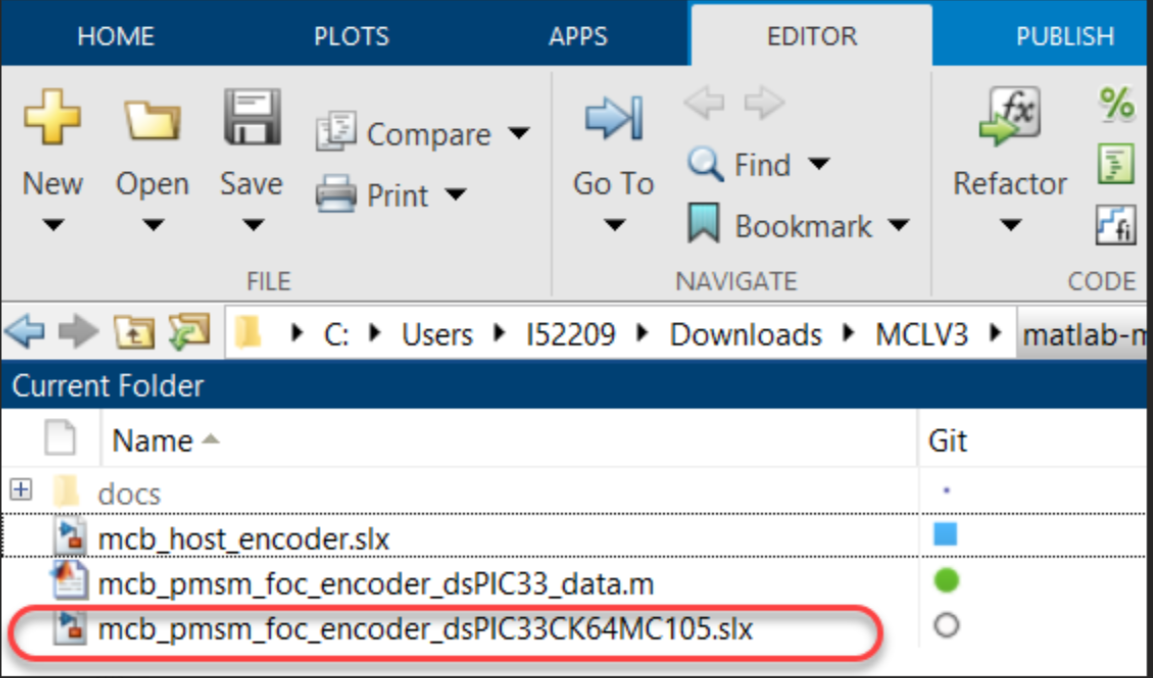 HOME PLOTS APPS EDITOR PUBLISH
New Open Save Compare Print Go To Find Bookmark Refactor
FILE NAVIGATE CODE
C: Users I52209 Downloads MCLV3 matlab-m
Current Folder
Name Git
docs
mcb_host_encoder.slx
mcb_pmsm_foc_encoder_dsPIC33_data.m
mcb_pmsm_foc_encoder_dsPIC33CK64MC105.slx